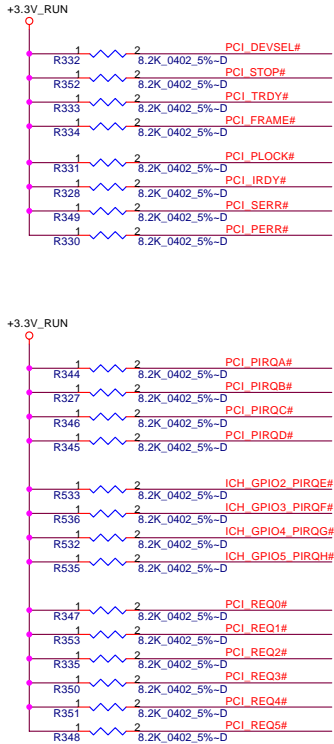 +3.3V_RUN
1 2 PCI_DEVSEL#
R332 8.2K_0402_5%~D
1 2 PCI_STOP#
R352 8.2K_0402_5%~D
1 2 PCI_TRDY#
R333 8.2K_0402_5%~D
1 2 PCI_FRAME#
R334 8.2K_0402_5%~D
1 2 PCI_PLOCK#
R331 8.2K_0402_5%~D
1 2 PCI_IRDY#
R328 8.2K_0402_5%~D
1 2 PCI_SERR#
R349 8.2K_0402_5%~D
1 2 PCI_PERR#
R330 8.2K_0402_5%~D
+3.3V_RUN
1 2 PCI_PIRQA#
R344 8.2K_0402_5%~D
1 2 PCI_PIRQB#
R327 8.2K_0402_5%~D
1 2 PCI_PIRQC#
R346 8.2K_0402_5%~D
1 2 PCI_PIRQD#
R345 8.2K_0402_5%~D
1 2 ICH_GPIO2_PIRQE#
R533 8.2K_0402_5%~D
1 2 ICH_GPIO3_PIRQF#
R536 8.2K_0402_5%~D
1 2 ICH_GPIO4_PIRQG#
R532 8.2K_0402_5%~D
1 2 ICH_GPIO5_PIRQH#
R535 8.2K_0402_5%~D
1 2 PCI_REQ0#
R347 8.2K_0402_5%~D
1 2 PCI_REQ1#
R353 8.2K_0402_5%~D
1 2 PCI_REQ2#
R335 8.2K_0402_5%~D
1 2 PCI_REQ3#
R350 8.2K_0402_5%~D
1 2 PCI_REQ4#
R351 8.2K_0402_5%~D
1 2 PCI_REQ5#
R348 8.2K_0402_5%~D